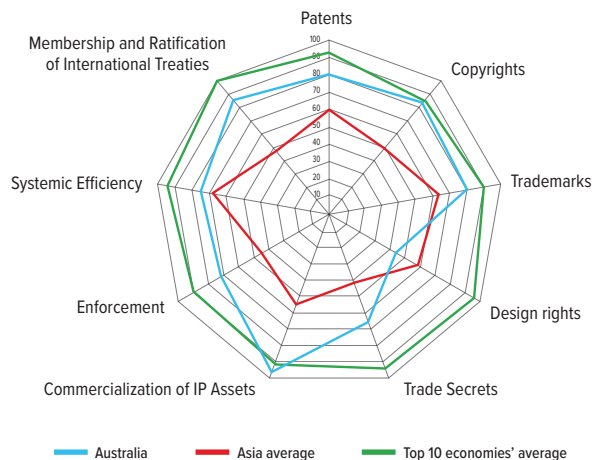 Patents
Membership and Ratification
of International Treaties
Copyrights
100
90
80
70
60
50
40
30
20
10
Systemic Efficiency
Trademarks
Enforcement
Design rights
Commercialization of IP Assets
Trade Secrets
Australia
Asia average
Top 10 economies' average